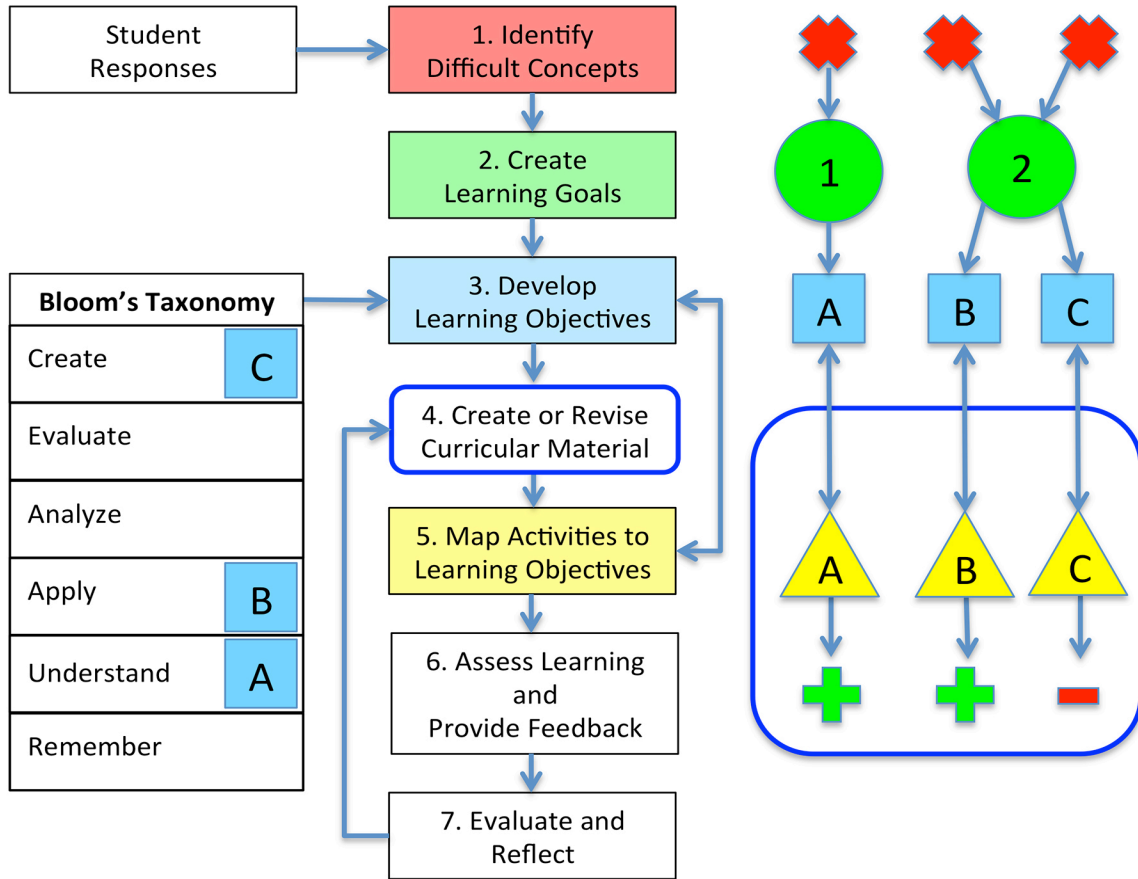 Student
Responses
1. Identify
Difficult Concepts
2. Create
Learning Goals
3. Develop
Learning Objectives
4. Create or Revise
Curricular Material
5. Map Activities to
Learning Objectives
6. Assess Learning
and
Provide Feedback
7. Evaluate and
Reflect
Bloom's Taxonomy
Create
C
Evaluate
Analyze
Apply
B
Understand
A
Remember
1
2
A
B
C
A
B
C